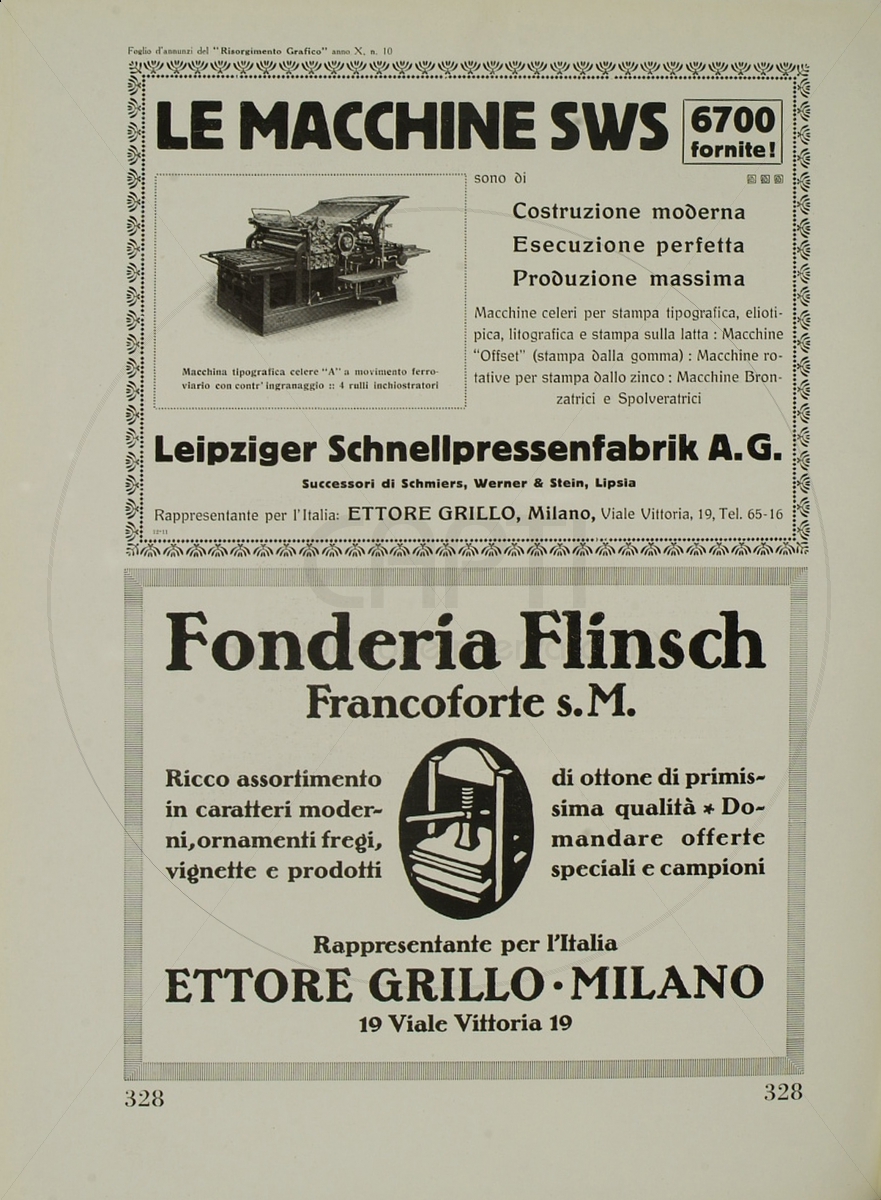 Foglio d'annunzi del "Risorgimento Grafico" anno X, n. 10
LE MACCHINE SWS
6700
fornite!
sono di
Costruzione moderna
Esecuzione perfetta
Produzione massima
Macchine celeri per stampa tipografica, elioti-
pica, litografica e stampa sulla latta : Macchine
"Offset" (stampa dalla gomma) : Macchine ro-
tative per stampa dallo zinco : Macchine Bron-
zatrici e Spolveratrici
Macchina tipografica celere "A" a movimento ferro-
viario con contr' ingranaggio :: 4 rulli inchiostratori
Leipziger Schnellpressenfabrik A.G.
Successori di Schmiers, Werner & Stein, Lipsia
Rappresentante per l'Italia: ETTORE GRILLO, Milano, Viale Vittoria, 19, Tel. 65-16
12-11
CAPTI
Fonderia Flinsch
Francoforte s.M.
Ricco assortimento
in caratteri moder-
ni, ornamenti fregi,
vignette e prodotti
di ottone di primis-
sima qualità * Do-
mandare offerte
speciali e campioni
Rappresentante per l'Italia
ETTORE GRILLO · MILANO
19 Viale Vittoria 19
328
328